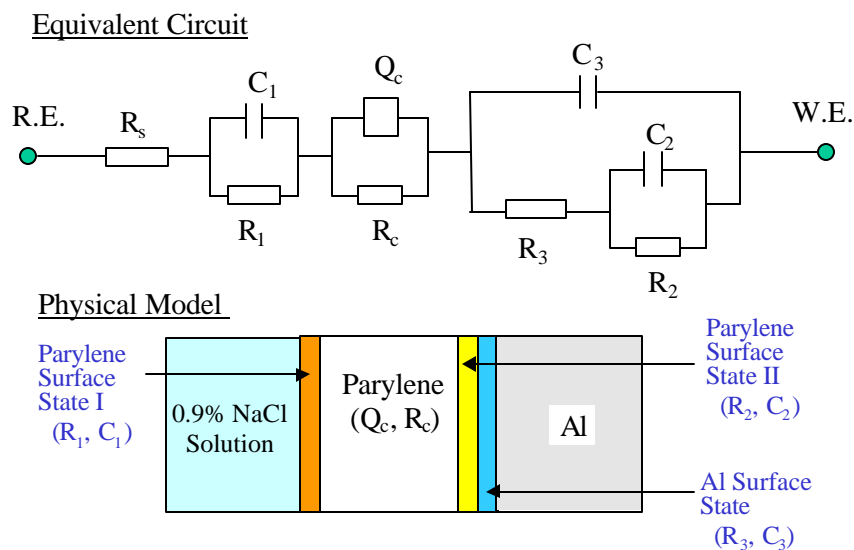 Equivalent Circuit
R.E.
Rs
C1
R1
Qc
Rc
C3
R3
C2
R2
W.E.
Physical Model
Parylene
Surface
State I
(R1, C1)
0.9% NaCl
Solution
Parylene
(Qc, Rc)
Al
Parylene
Surface
State II
(R2, C2)
Al Surface
State
(R3, C3)